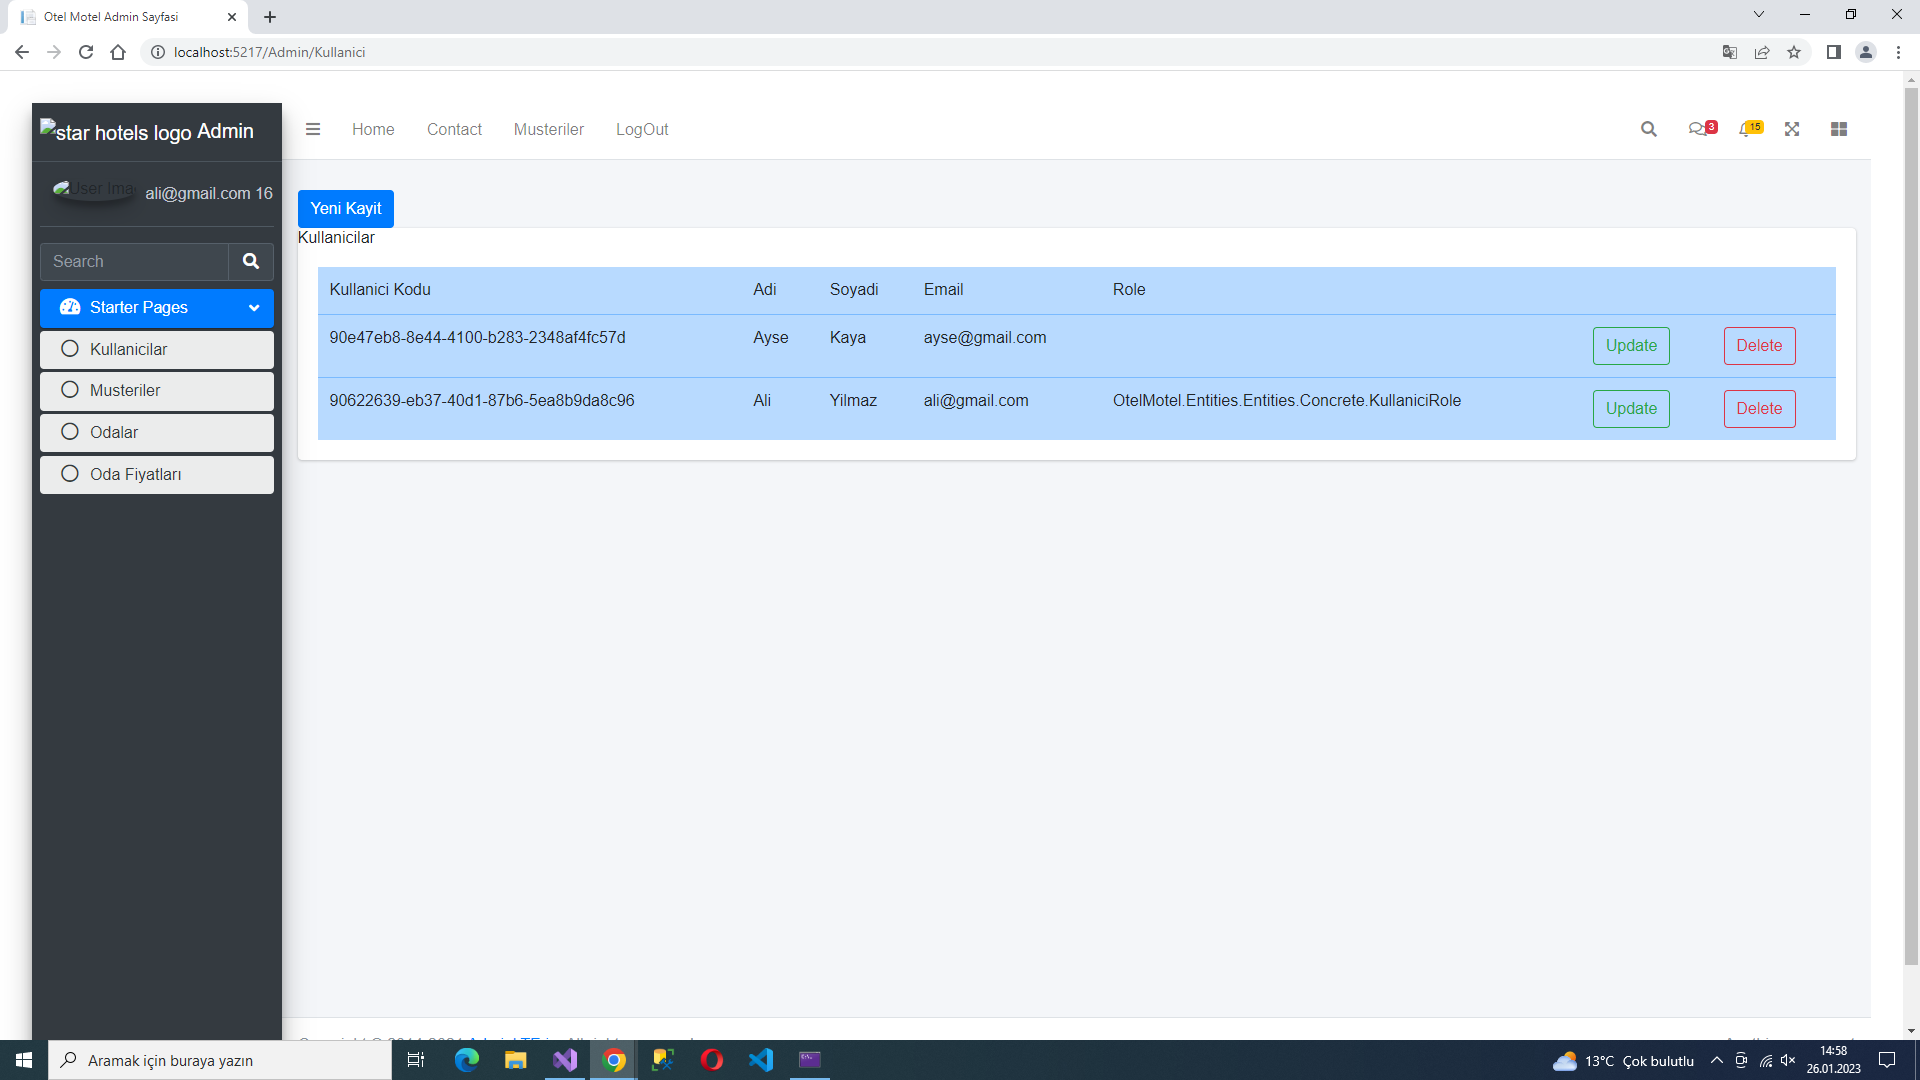 Otel Motel Admin Sayfasi
localhost:5217/Admin/Kullanici
star hotels logo Admin
Home Contact Musteriler LogOut
3 15
User Ima
ali@gmail.com 16
Search
Starter Pages
Kullanicilar
Musteriler
Odalar
Oda Fiyatları
Yeni Kayit
Kullanicilar
Kullanici Kodu Adi Soyadi Email Role
90e47eb8-8e44-4100-b283-2348af4fc57d Ayse Kaya ayse@gmail.com Update Delete
90622639-eb37-40d1-87b6-5ea8b9da8c96 Ali Yilmaz ali@gmail.com OtelMotel.Entities.Entities.Concrete.KullaniciRole Update Delete
Aramak için buraya yazın
13°C Çok bulutlu
14:58
26.01.2023